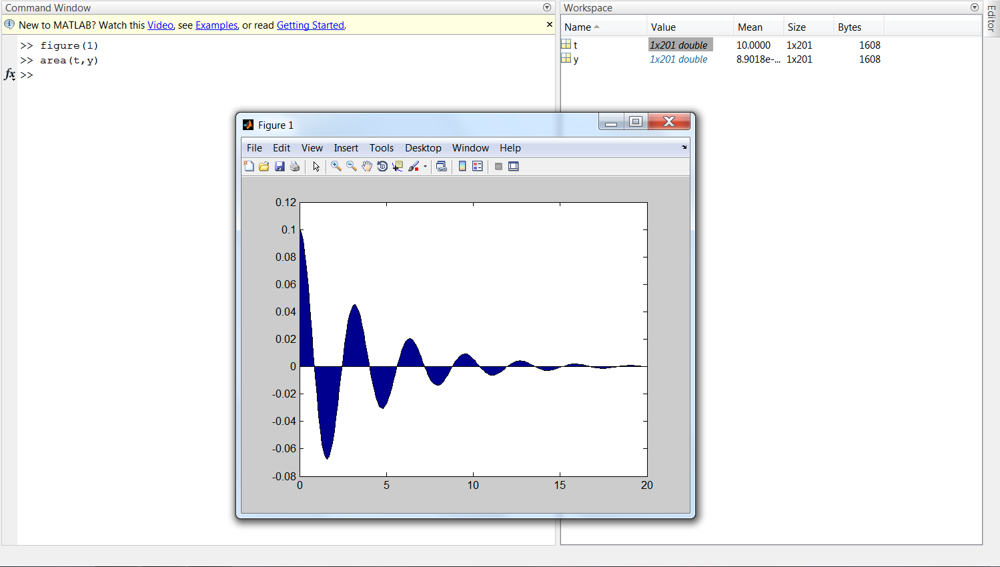 Command Window
New to MATLAB? Watch this Video, see Examples, or read Getting Started.
>> figure(1)
>> area(t,y)
fx >>
Workspace
Name Value Mean Size Bytes
t 1x201 double 10.0000 1x201 1608
y 1x201 double 8.9018e-... 1x201 1608
Editor
Figure 1
File Edit View Insert Tools Desktop Window Help
0.12
0.1
0.08
0.06
0.04
0.02
0
-0.02
-0.04
-0.06
-0.08
0 5 10 15 20